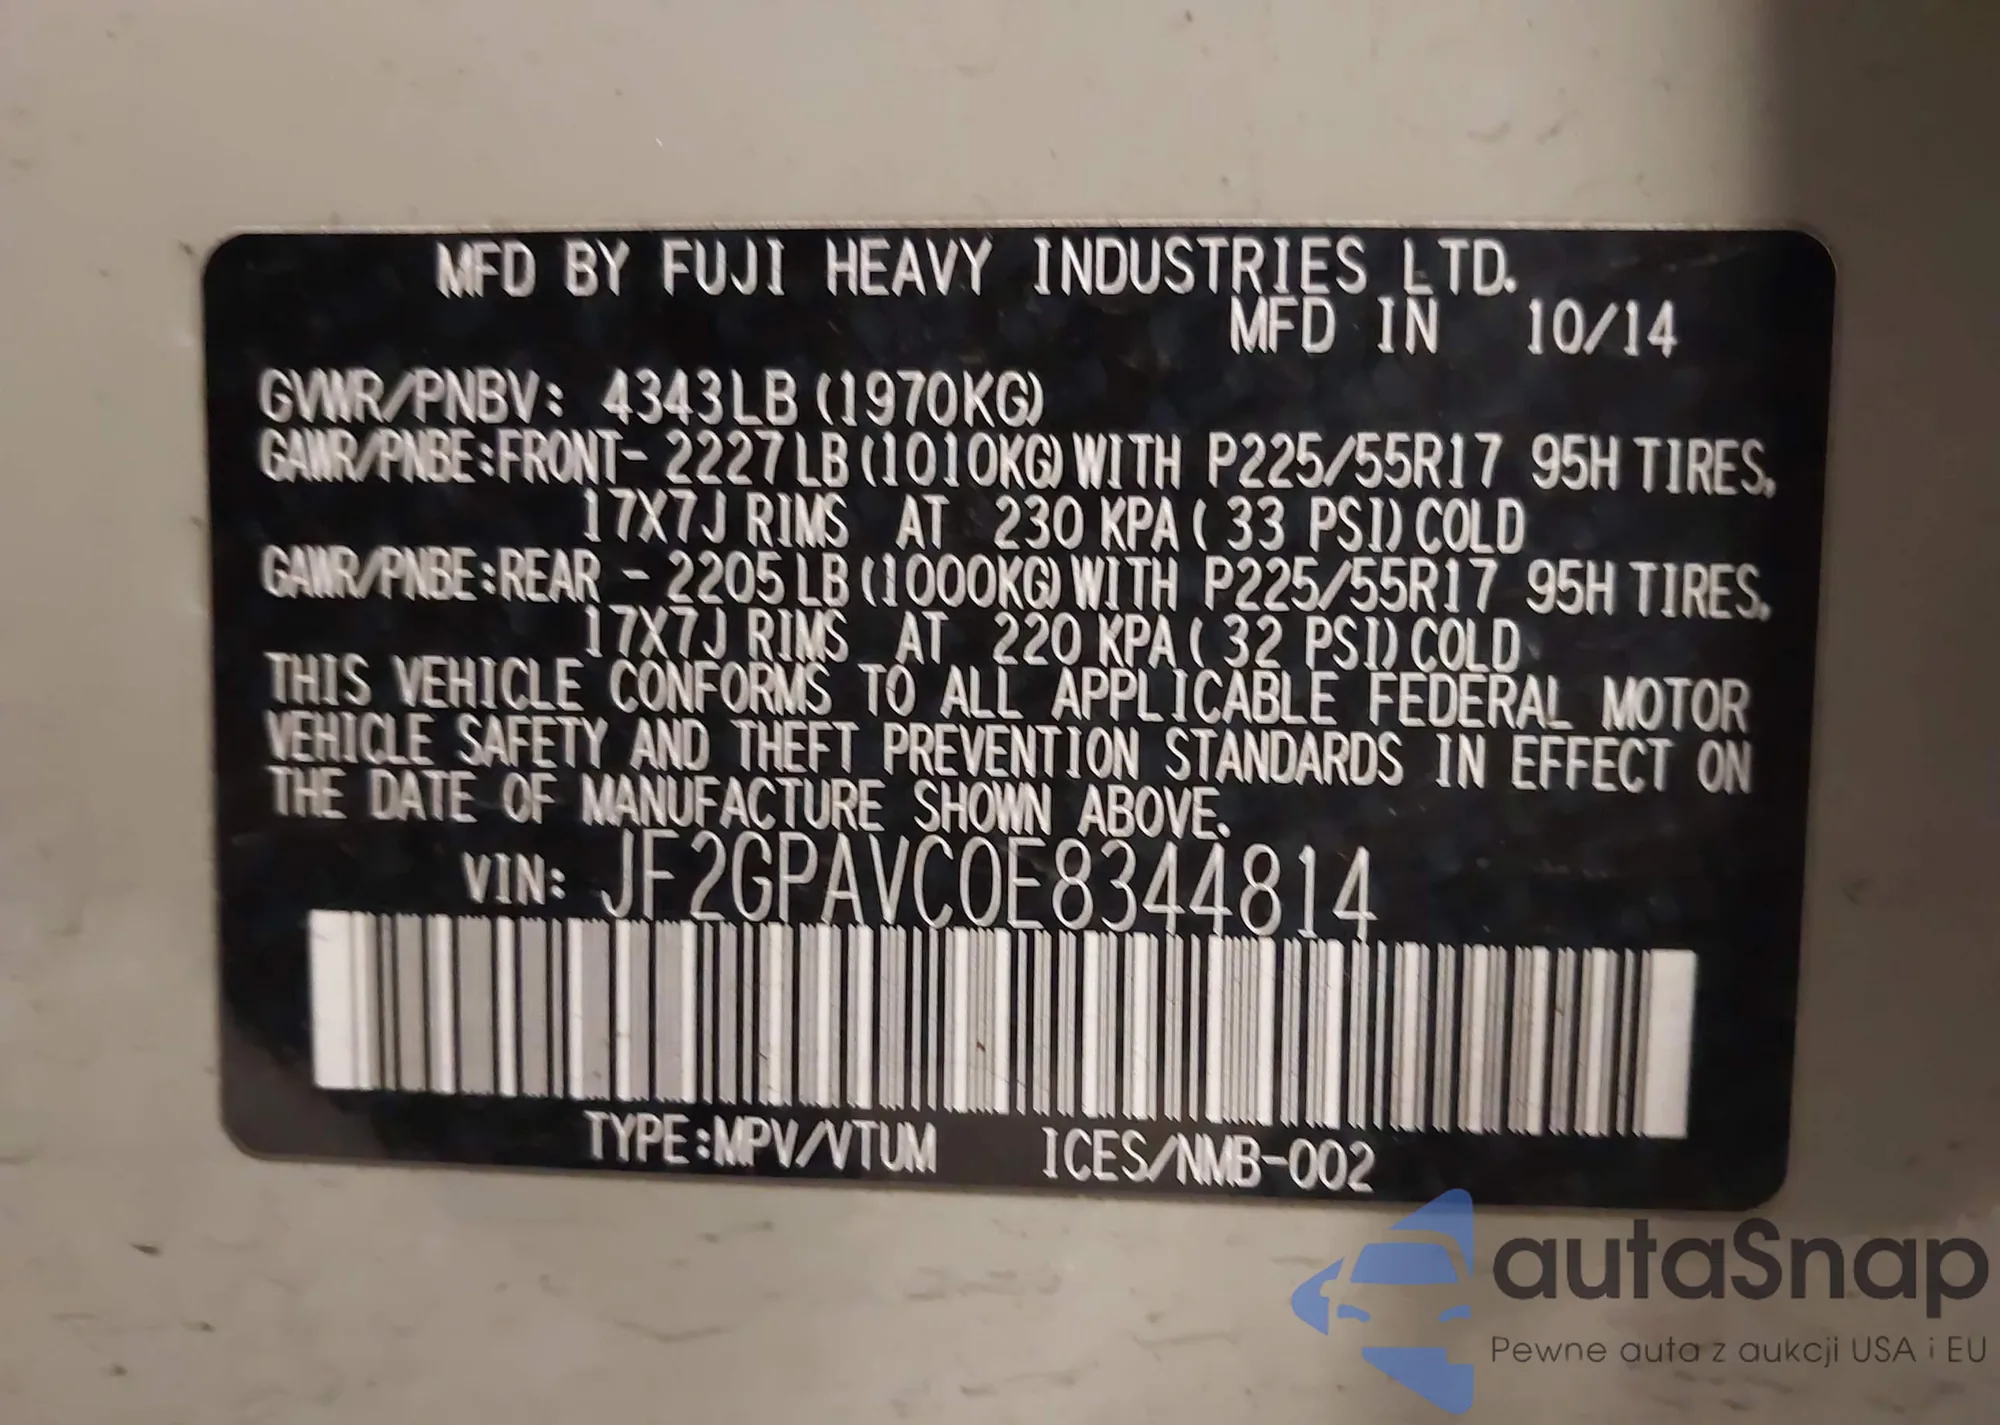 MFD BY FUJI HEAVY INDUSTRIES LTD.
MFD IN 10/14
GVWR/PNBV: 4343LB (1970KG)
GAWR/PNBE:FRONT- 2227LB (1010KG) WITH P225/55R17 95H TIRES,
17X7J RIMS AT 230 KPA ( 33 PSI) COLD
GAWR/PNBE:REAR - 2205LB (1000KG) WITH P225/55R17 95H TIRES,
17X7J RIMS AT 220 KPA ( 32 PSI) COLD
THIS VEHICLE CONFORMS TO ALL APPLICABLE FEDERAL MOTOR
VEHICLE SAFETY AND THEFT PREVENTION STANDARDS IN EFFECT ON
THE DATE OF MANUFACTURE SHOWN ABOVE.
VIN: JF2GPAVC0E8344814
TYPE:MPV/VTUM ICES/NMB-002
autaSnap
Pewne auta z aukcji USA i EU